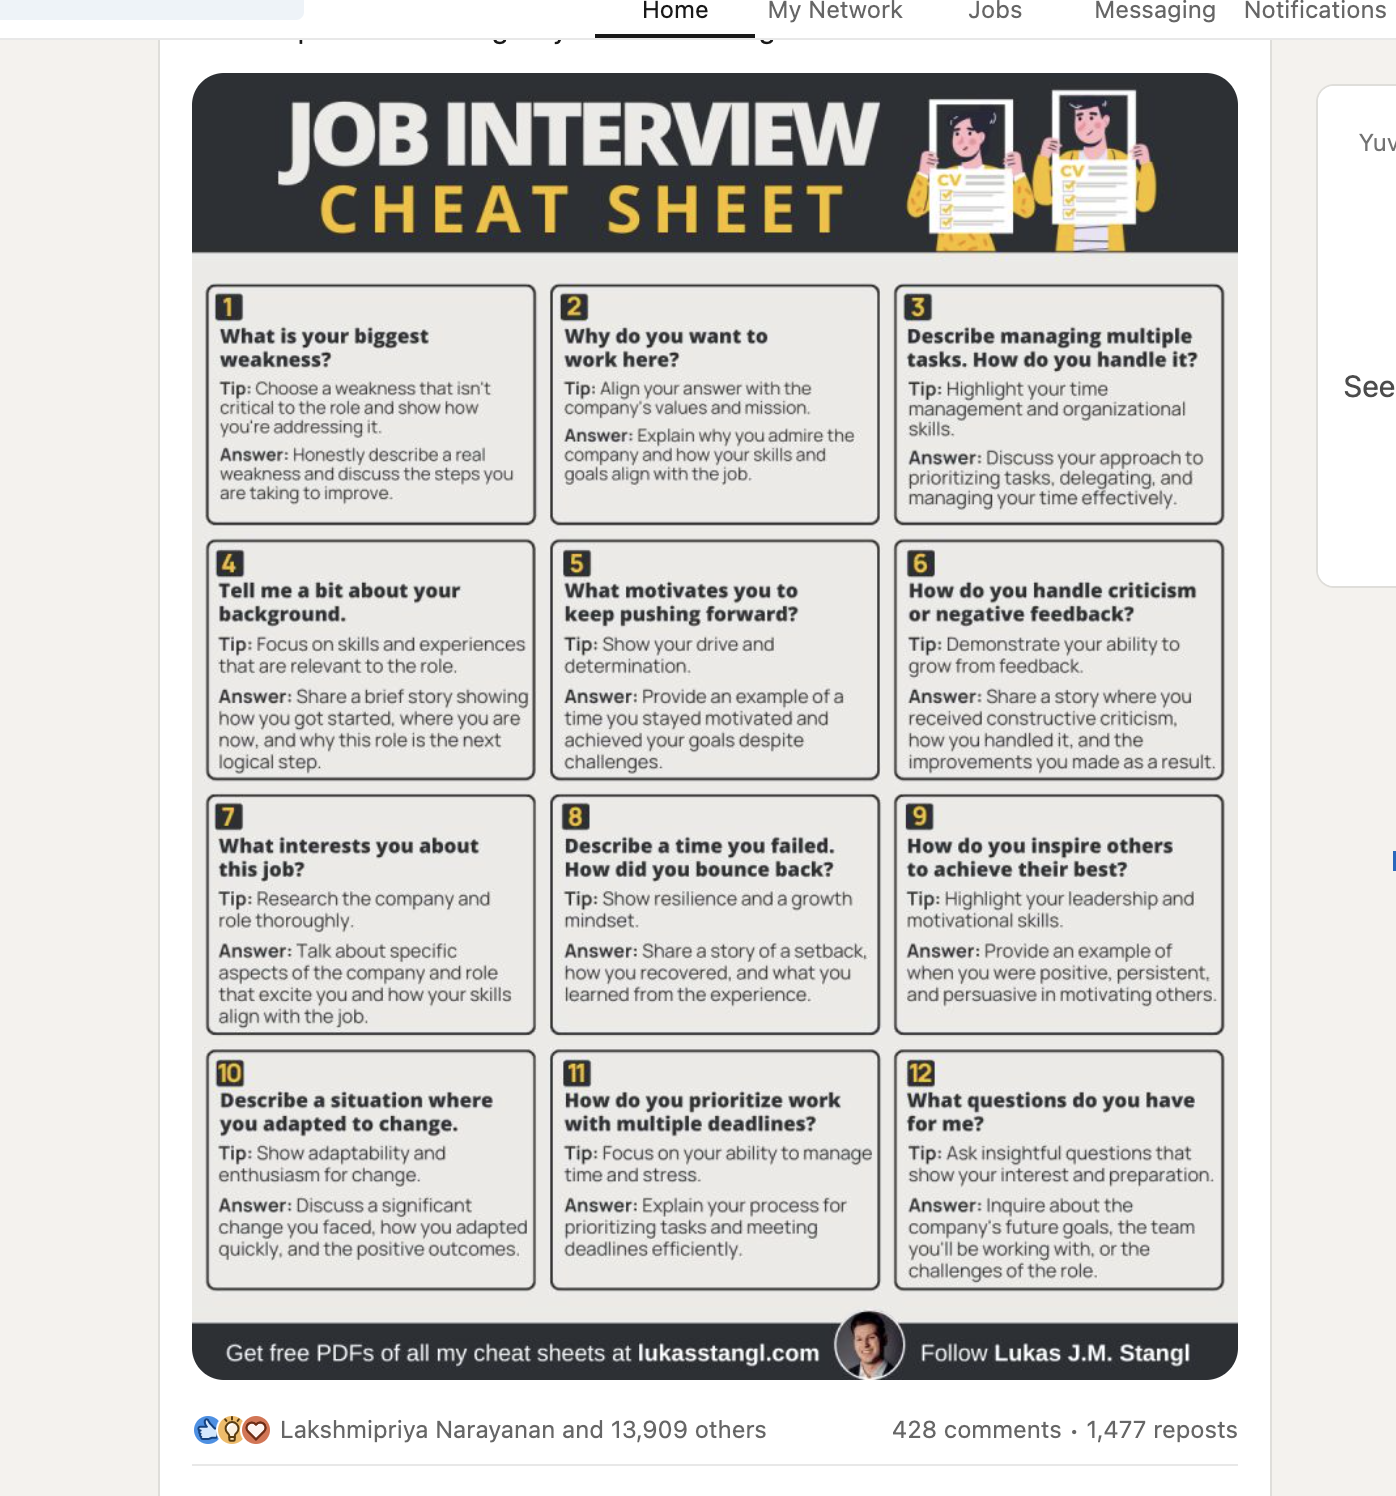 Home
My Network
Jobs
Messaging
Notifications
Yuv
See
JOB INTERVIEW
CHEAT SHEET
CV
CV
1
What is your biggest
weakness?
Tip: Choose a weakness that isn't
critical to the role and show how
you're addressing it.
Answer: Honestly describe a real
weakness and discuss the steps you
are taking to improve.
2
Why do you want to
work here?
Tip: Align your answer with the
company's values and mission.
Answer: Explain why you admire the
company and how your skills and
goals align with the job.
3
Describe managing multiple
tasks. How do you handle it?
Tip: Highlight your time
management and organizational
skills.
Answer: Discuss your approach to
prioritizing tasks, delegating, and
managing your time effectively.
4
Tell me a bit about your
background.
Tip: Focus on skills and experiences
that are relevant to the role.
Answer: Share a brief story showing
how you got started, where you are
now, and why this role is the next
logical step.
5
What motivates you to
keep pushing forward?
Tip: Show your drive and
determination.
Answer: Provide an example of a
time you stayed motivated and
achieved your goals despite
challenges.
6
How do you handle criticism
or negative feedback?
Tip: Demonstrate your ability to
grow from feedback.
Answer: Share a story where you
received constructive criticism,
how you handled it, and the
improvements you made as a result.
7
What interests you about
this job?
Tip: Research the company and
role thoroughly.
Answer: Talk about specific
aspects of the company and role
that excite you and how your skills
align with the job.
8
Describe a time you failed.
How did you bounce back?
Tip: Show resilience and a growth
mindset.
Answer: Share a story of a setback,
how you recovered, and what you
learned from the experience.
9
How do you inspire others
to achieve their best?
Tip: Highlight your leadership and
motivational skills.
Answer: Provide an example of
when you were positive, persistent,
and persuasive in motivating others.
10
Describe a situation where
you adapted to change.
Tip: Show adaptability and
enthusiasm for change.
Answer: Discuss a significant
change you faced, how you adapted
quickly, and the positive outcomes.
11
How do you prioritize work
with multiple deadlines?
Tip: Focus on your ability to manage
time and stress.
Answer: Explain your process for
prioritizing tasks and meeting
deadlines efficiently.
12
What questions do you have
for me?
Tip: Ask insightful questions that
show your interest and preparation.
Answer: Inquire about the
company's future goals, the team
you'll be working with, or the
challenges of the role.
Get free PDFs of all my cheat sheets at lukasstangl.com
Follow Lukas J.M. Stangl
Lakshmipriya Narayanan and 13,909 others
428 comments • 1,477 reposts